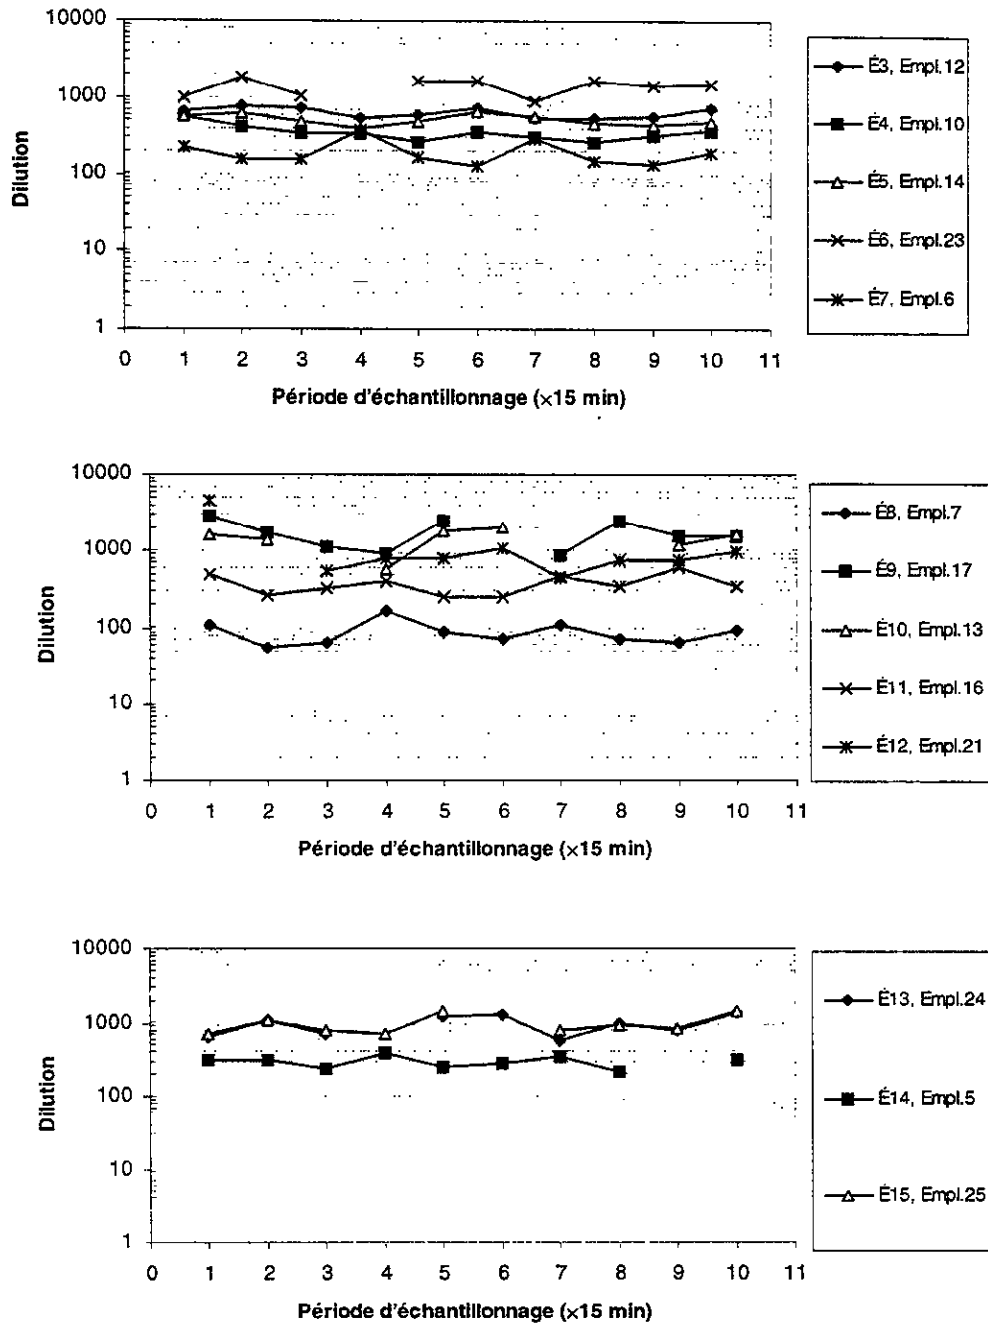 10000
1000
100
10
1
Dilution
0 1 2 3 4 5 6 7 8 9 10 11
Période d'échantillonnage (×15 min)
É3, Empl.12
É4, Empl.10
É5, Empl.14
É6, Empl.23
É7, Empl.6
10000
1000
100
10
1
Dilution
0 1 2 3 4 5 6 7 8 9 10 11
Période d'échantillonnage (×15 min)
É8, Empl.7
É9, Empl.17
É10, Empl.13
É11, Empl.16
É12, Empl.21
10000
1000
100
10
1
Dilution
0 1 2 3 4 5 6 7 8 9 10 11
Période d'échantillonnage (×15 min)
É13, Empl.24
É14, Empl.5
É15, Empl.25